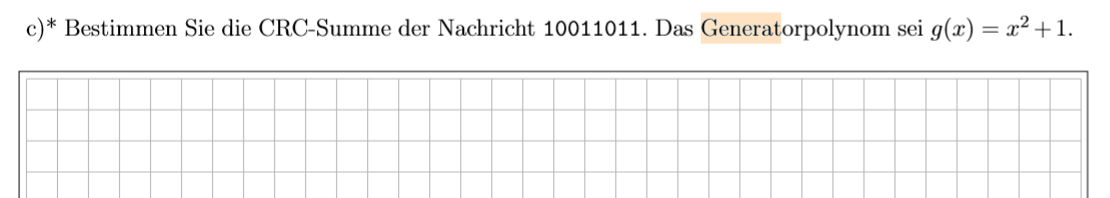 c)* Bestimmen Sie die CRC-Summe der Nachricht 10011011. Das Generatorpolynom sei g(x) = x² + 1.